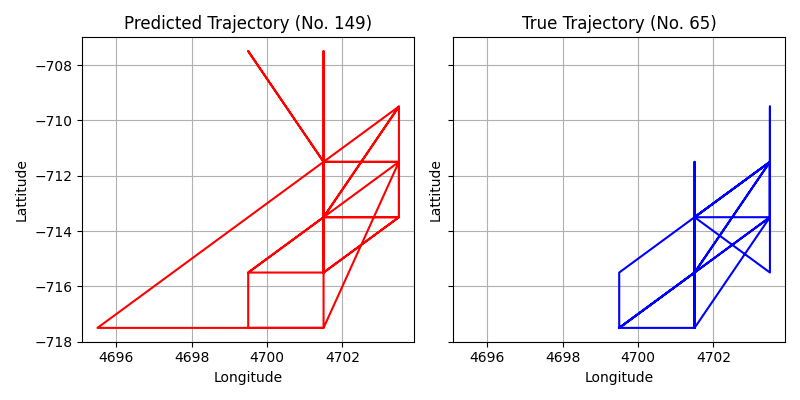 Predicted Trajectory (No. 149)
True Trajectory (No. 65)
−708
−710
−712
−714
−716
−718
Lattitude
Lattitude
4696 4698 4700 4702
4696 4698 4700 4702
Longitude
Longitude